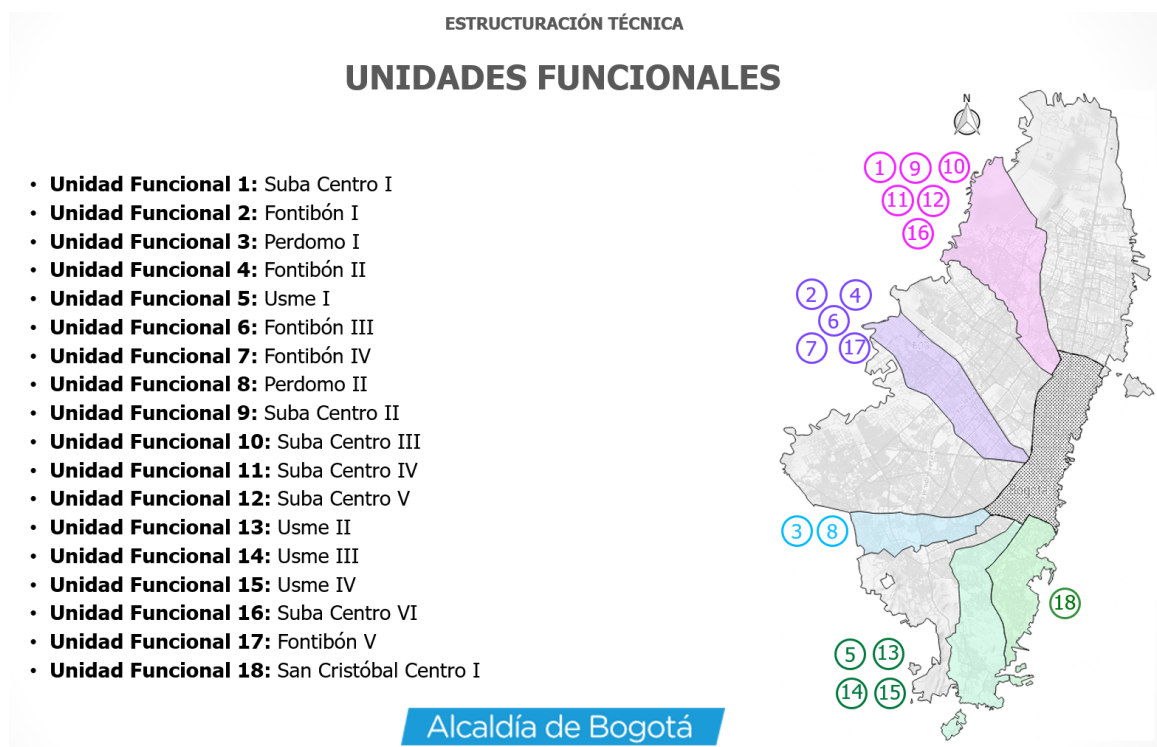 ESTRUCTURACIÓN TÉCNICA
UNIDADES FUNCIONALES
• Unidad Funcional 1: Suba Centro I
• Unidad Funcional 2: Fontibón I
• Unidad Funcional 3: Perdomo I
• Unidad Funcional 4: Fontibón II
• Unidad Funcional 5: Usme I
• Unidad Funcional 6: Fontibón III
• Unidad Funcional 7: Fontibón IV
• Unidad Funcional 8: Perdomo II
• Unidad Funcional 9: Suba Centro II
• Unidad Funcional 10: Suba Centro III
• Unidad Funcional 11: Suba Centro IV
• Unidad Funcional 12: Suba Centro V
• Unidad Funcional 13: Usme II
• Unidad Funcional 14: Usme III
• Unidad Funcional 15: Usme IV
• Unidad Funcional 16: Suba Centro VI
• Unidad Funcional 17: Fontibón V
• Unidad Funcional 18: San Cristóbal Centro I
N
1 9 10
11 12
16
2 4
6
7 17
Bogotá
3 8
18
5 13
14 15
Alcaldía de Bogotá